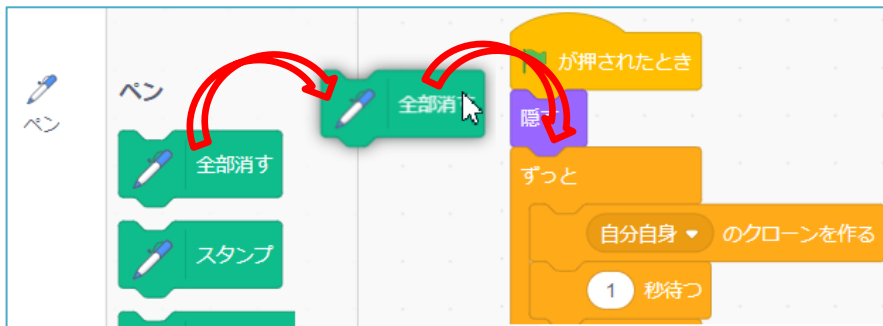 ペン
ペン
全部消す
スタンプ
全部消す
が押されたとき
隠す
ずっと
自分自身 のクローンを作る
1 秒待つ